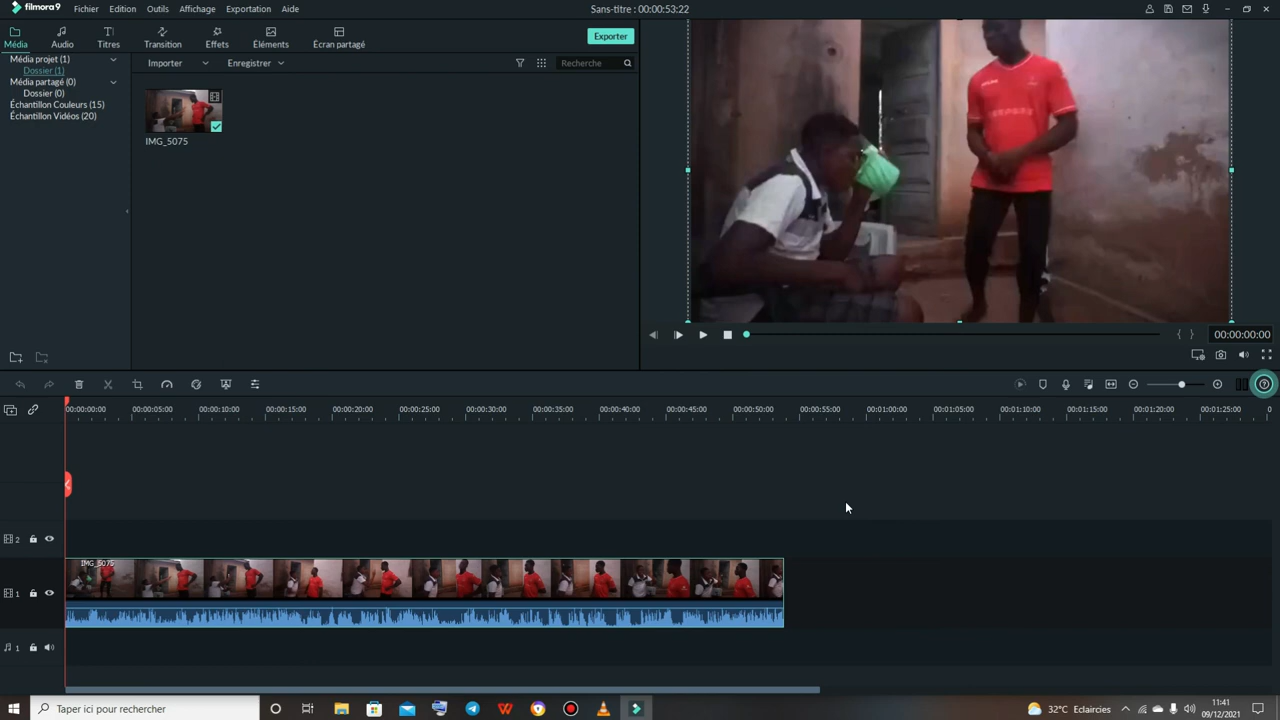 filmora9 Fichier Edition Outils Affichage Exportation Aide Sans-titre : 00:00:53:22
Média Audio Titres Transition Effets Éléments Écran partagé Exporter
Média projet (1)
Dossier (1)
Média partagé (0)
Dossier (0)
Échantillon Couleurs (15)
Échantillon Vidéos (20)
Importer Enregistrer Recherche
IMG_5075
00:00:00:00
00:00:00:00 00:00:05:00 00:00:10:00 00:00:15:00 00:00:20:00 00:00:25:00 00:00:30:00 00:00:35:00 00:00:40:00 00:00:45:00 00:00:50:00 00:00:55:00 00:01:00:00 00:01:05:00 00:01:10:00 00:01:15:00 00:01:20:00 00:01:25:00 0
2
IMG_5075
1
1
Taper ici pour rechercher 32°C Eclaircies 11:41
09/12/2021